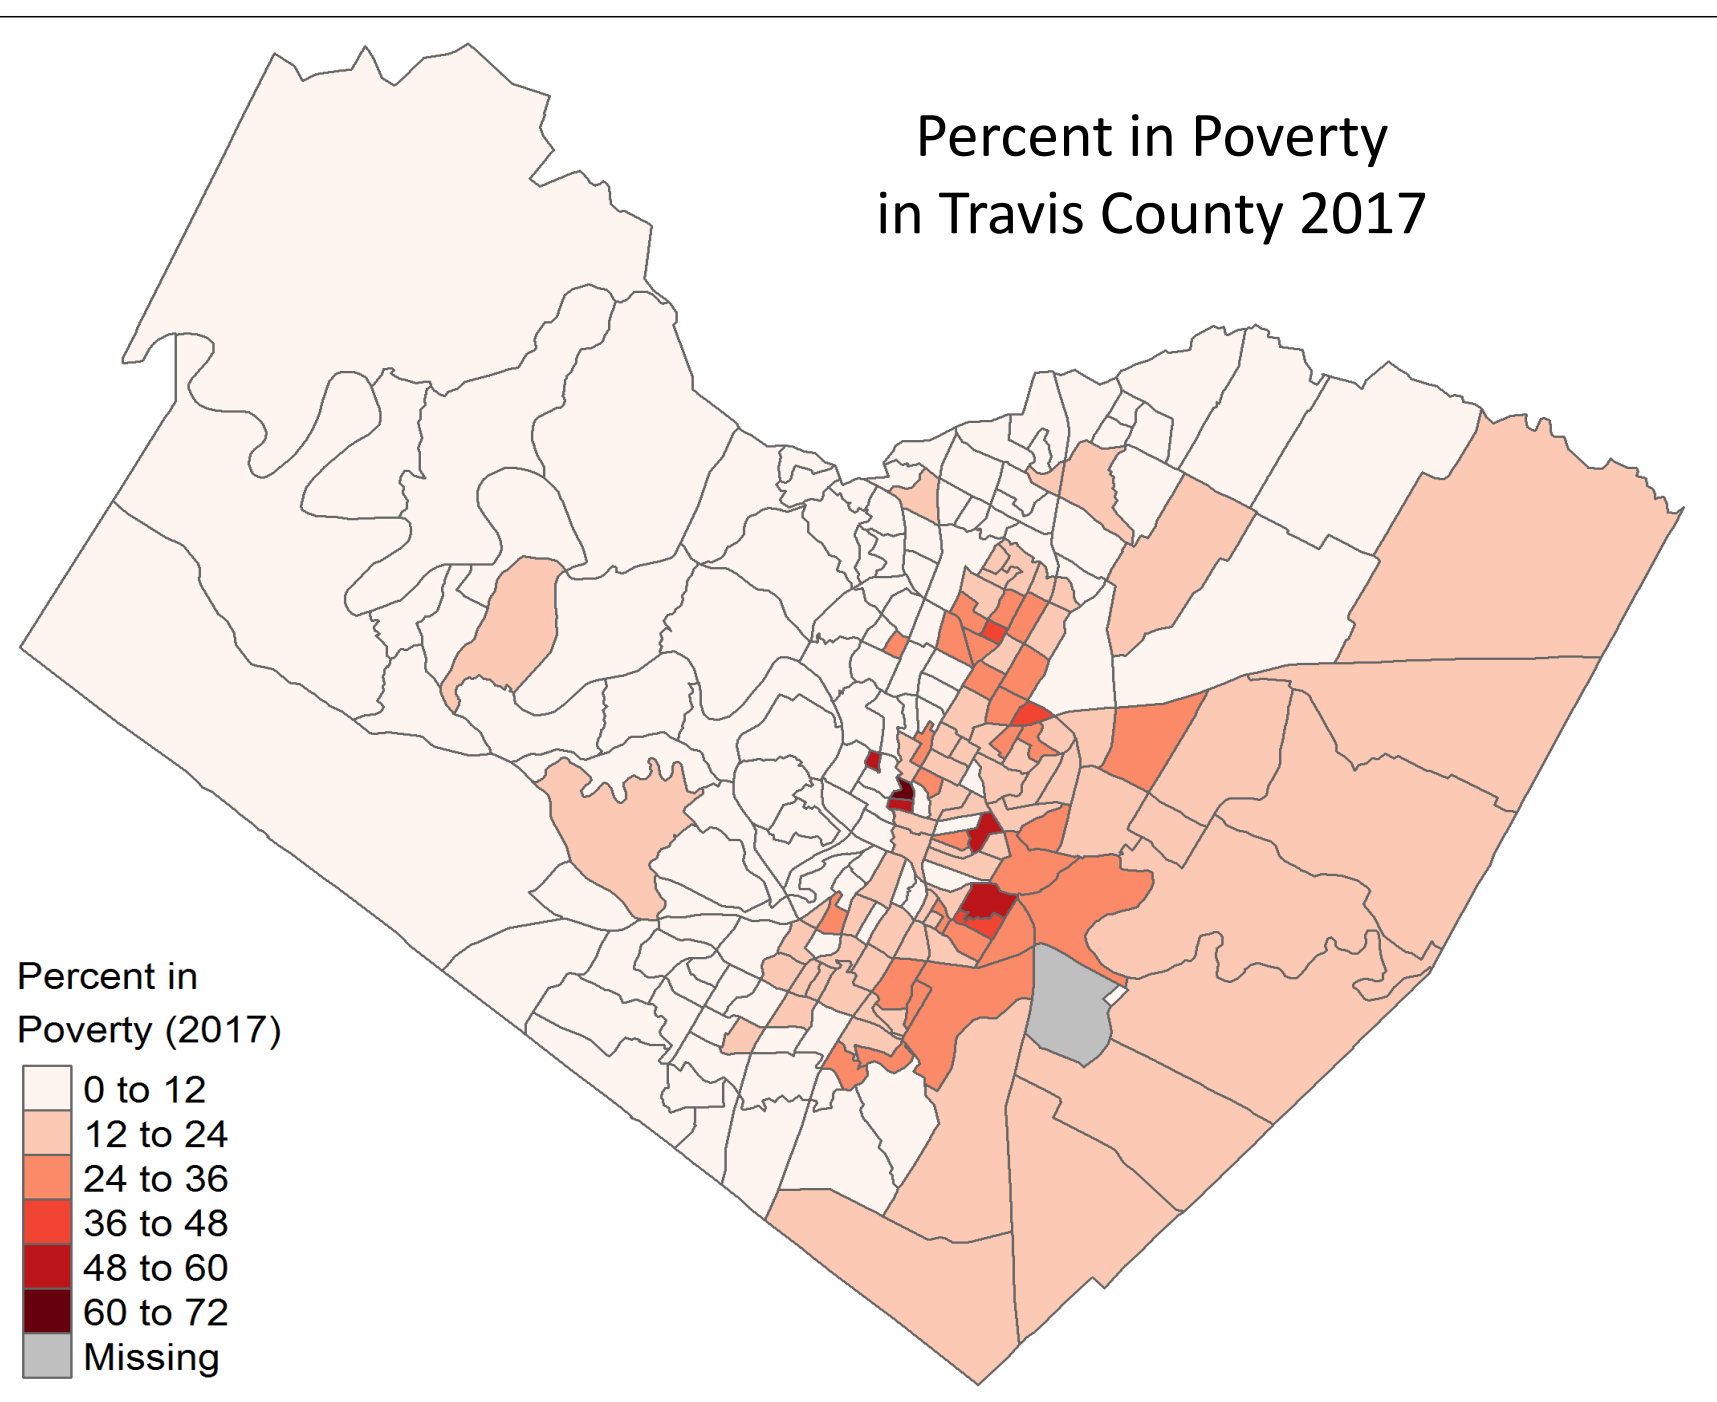 Percent in Poverty
in Travis County 2017
Percent in
Poverty (2017)
0 to 12
12 to 24
24 to 36
36 to 48
48 to 60
60 to 72
Missing